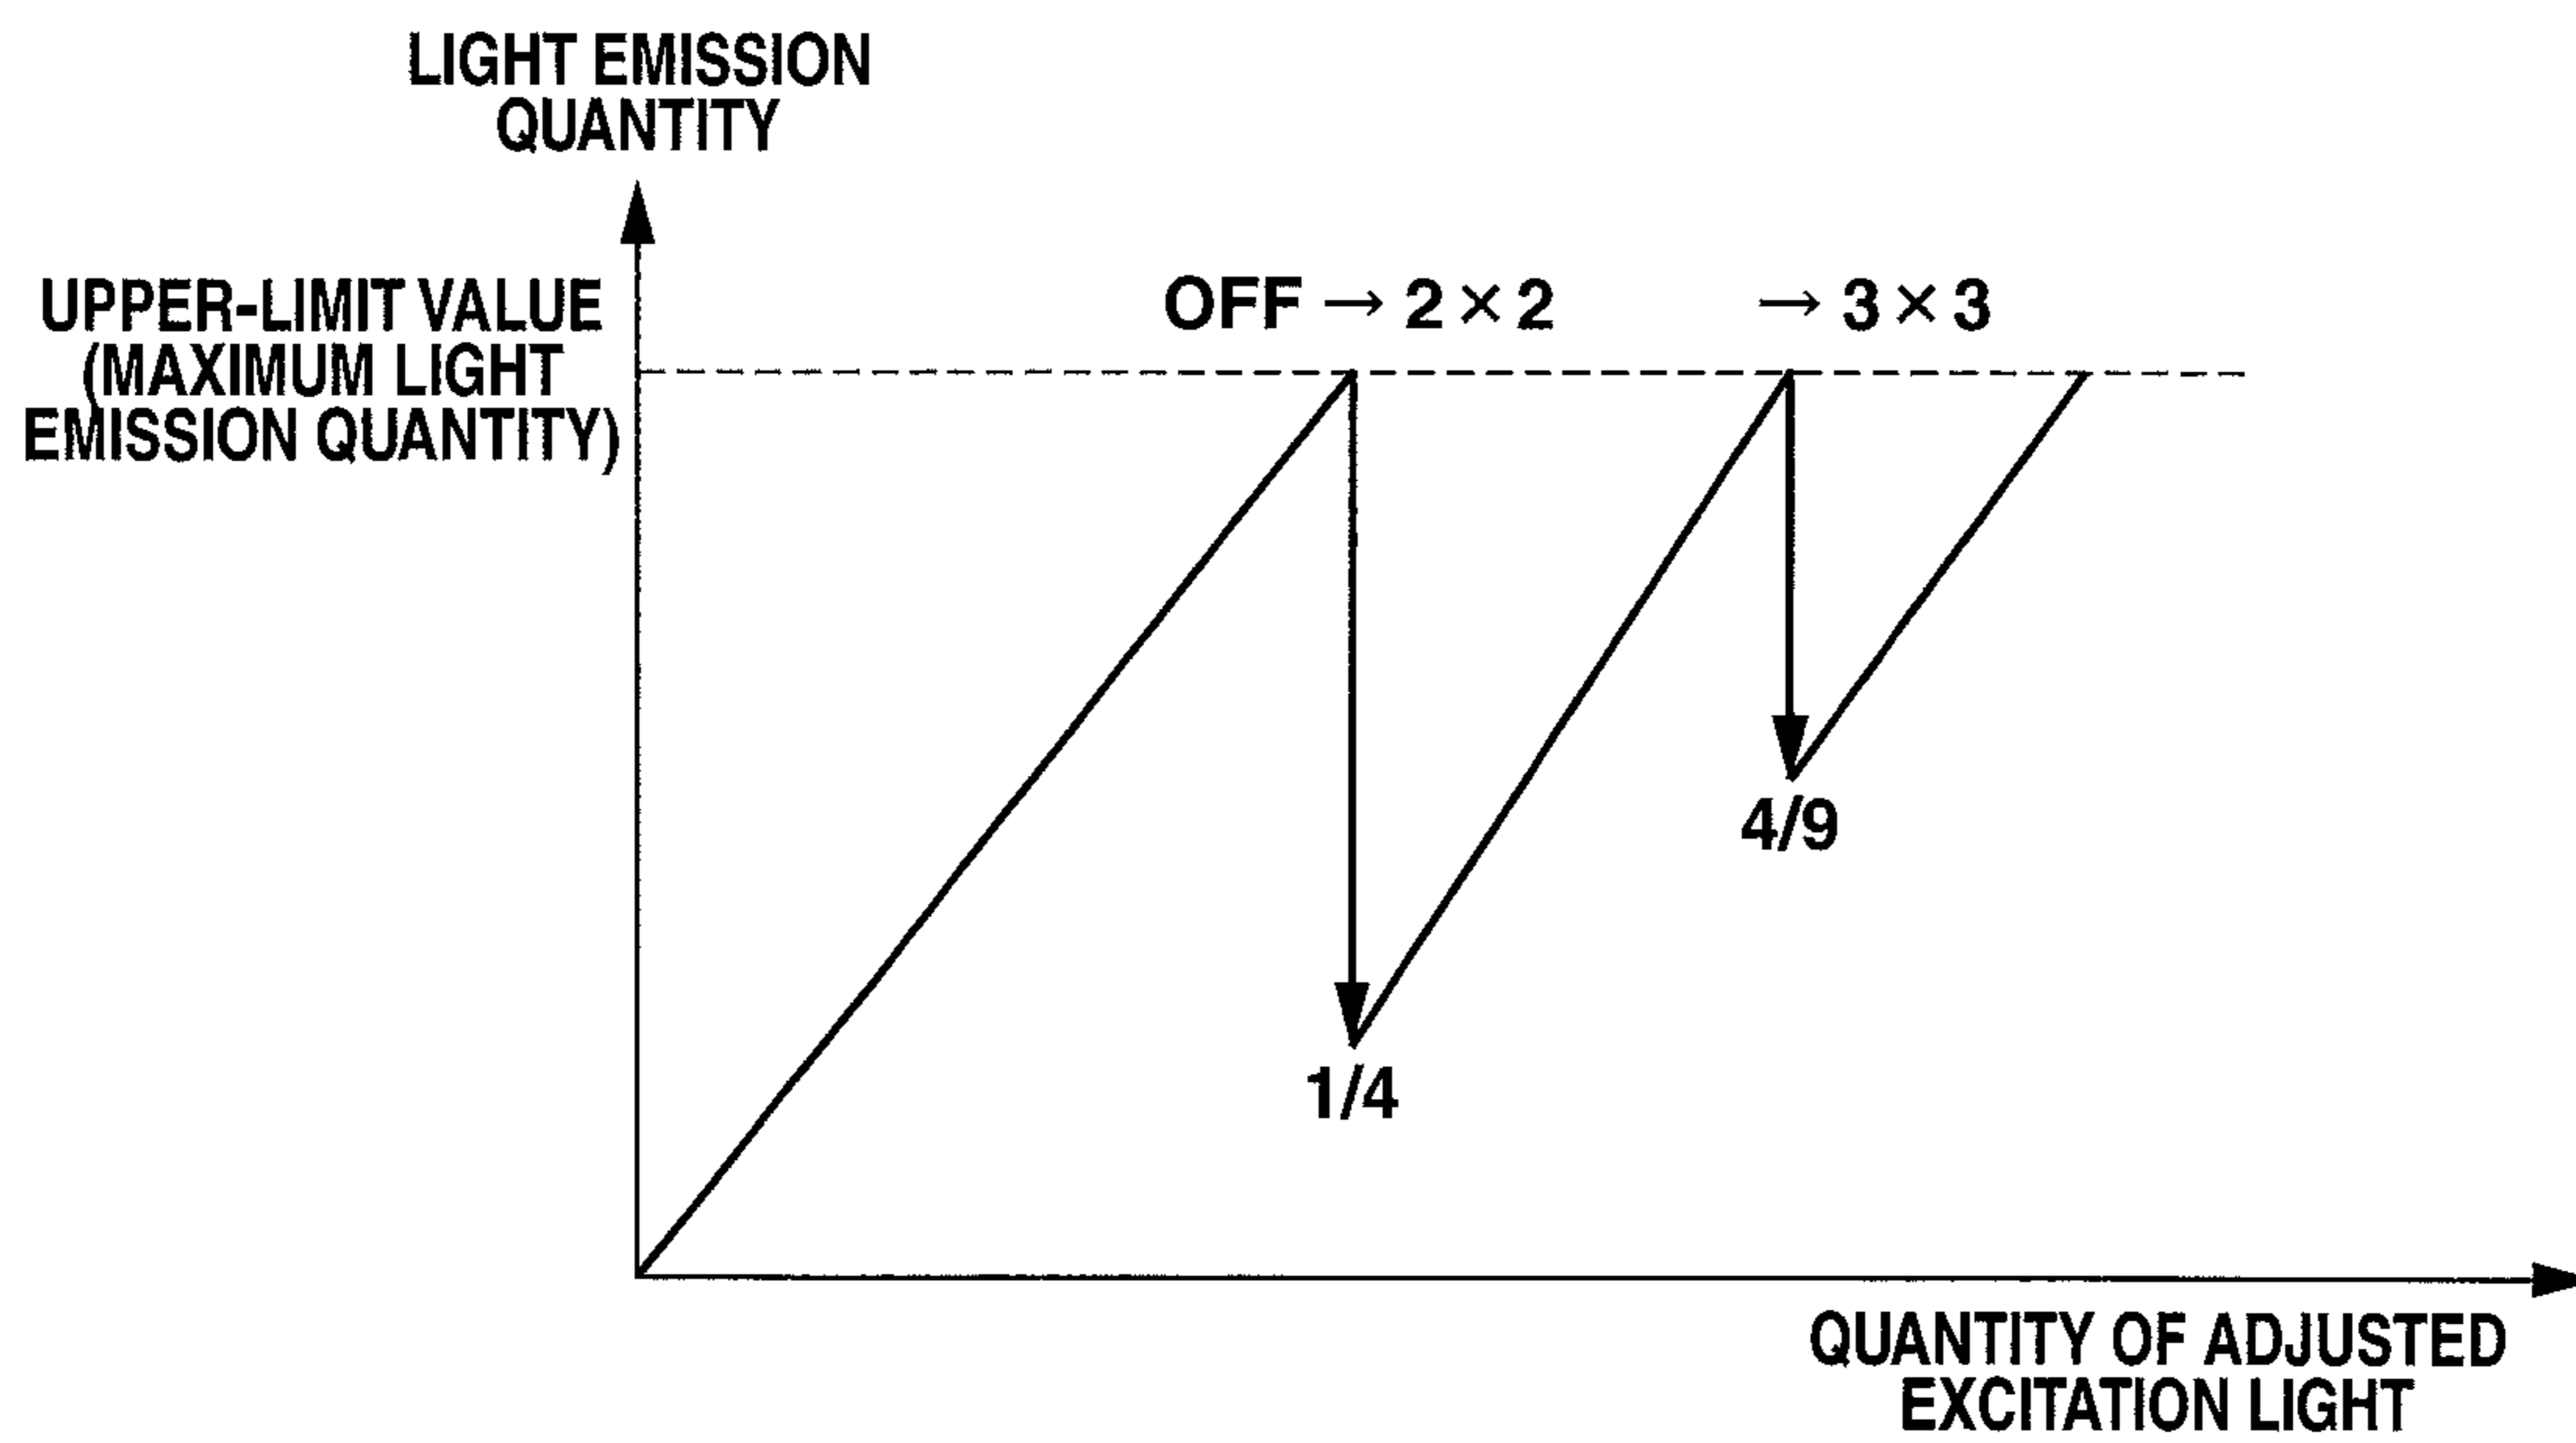 LIGHT EMISSION
QUANTITY
UPPER-LIMIT VALUE
(MAXIMUM LIGHT
EMISSION QUANTITY)
OFF → 2×2
→ 3×3
4/9
1/4
QUANTITY OF ADJUSTED
EXCITATION LIGHT